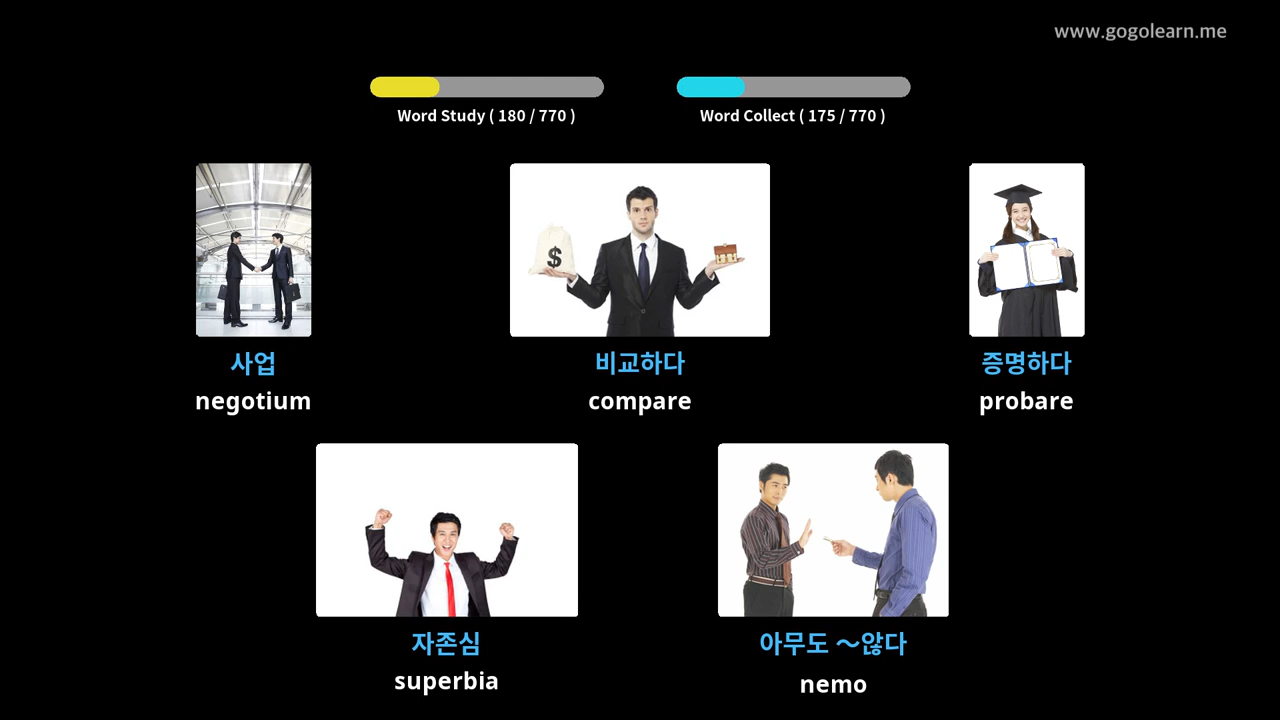 www.gogolearn.me
Word Study ( 180 / 770 )
Word Collect ( 175 / 770 )
$
사업
negotium
비교하다
compare
증명하다
probare
자존심
superbia
아무도 ～않다
nemo